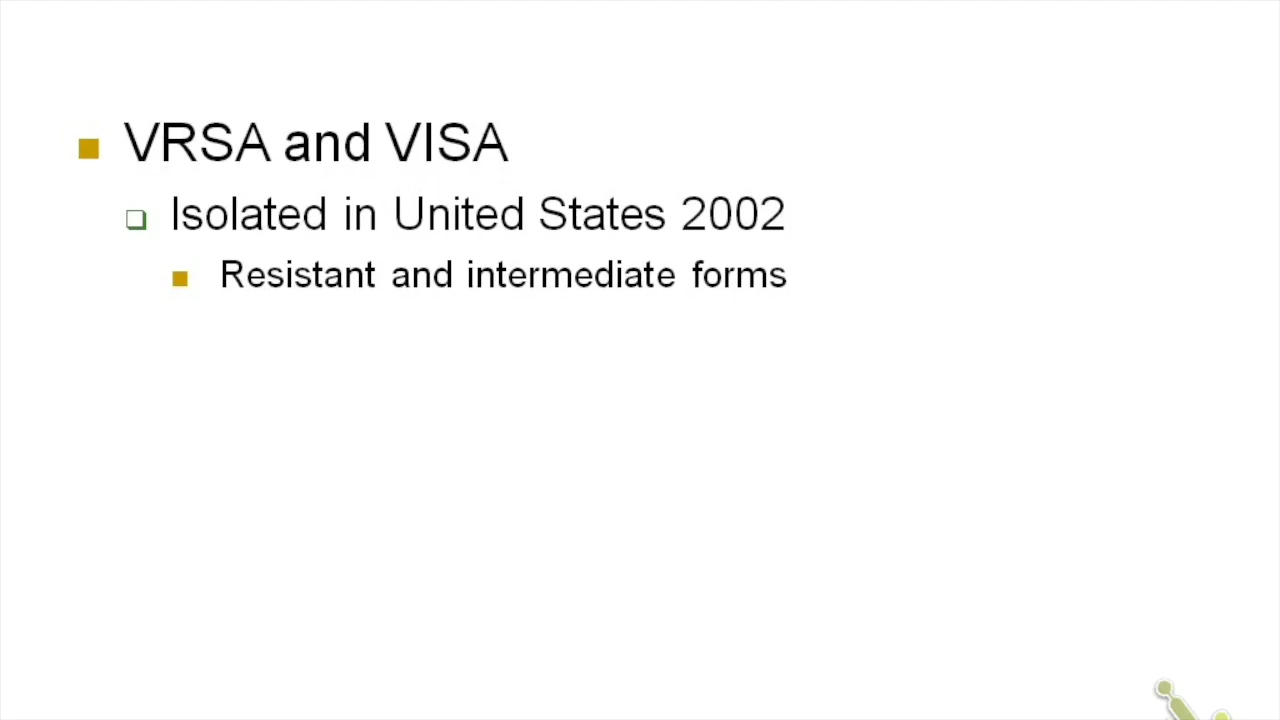 VRSA and VISA
Isolated in United States 2002
Resistant and intermediate forms